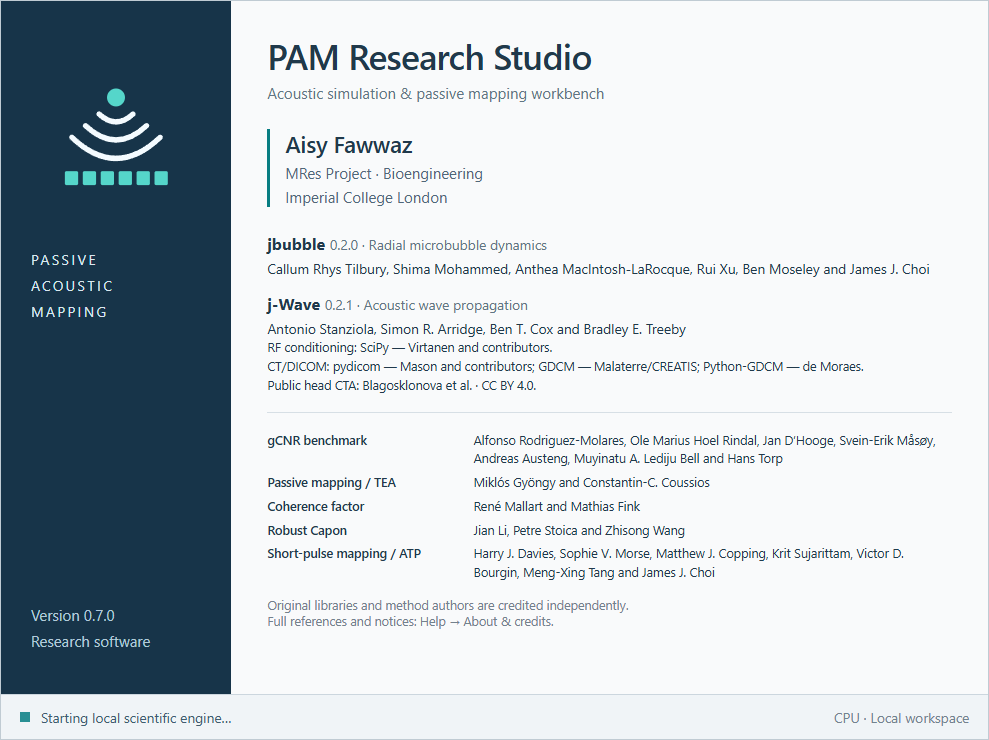 PASSIVE
ACOUSTIC
MAPPING
Version 0.7.0
Research software
PAM Research Studio
Acoustic simulation & passive mapping workbench
Aisy Fawwaz
MRes Project · Bioengineering
Imperial College London
jbubble 0.2.0 · Radial microbubble dynamics
Callum Rhys Tilbury, Shima Mohammed, Anthea MacIntosh-LaRocque, Rui Xu, Ben Moseley and James J. Choi
j-Wave 0.2.1 · Acoustic wave propagation
Antonio Stanziola, Simon R. Arridge, Ben T. Cox and Bradley E. Treeby
RF conditioning: SciPy — Virtanen and contributors.
CT/DICOM: pydicom — Mason and contributors; GDCM — Malaterre/CREATIS; Python-GDCM — de Moraes.
Public head CTA: Blagosklonova et al. · CC BY 4.0.
gCNR benchmark Alfonso Rodriguez-Molares, Ole Marius Hoel Rindal, Jan D'Hooge, Svein-Erik Måsøy,
Andreas Austeng, Muyinatu A. Lediju Bell and Hans Torp
Passive mapping / TEA Miklós Gyöngy and Constantin-C. Coussios
Coherence factor René Mallart and Mathias Fink
Robust Capon Jian Li, Petre Stoica and Zhisong Wang
Short-pulse mapping / ATP Harry J. Davies, Sophie V. Morse, Matthew J. Copping, Krit Sujarittam, Victor D.
Bourgin, Meng-Xing Tang and James J. Choi
Original libraries and method authors are credited independently.
Full references and notices: Help → About & credits.
Starting local scientific engine... CPU · Local workspace